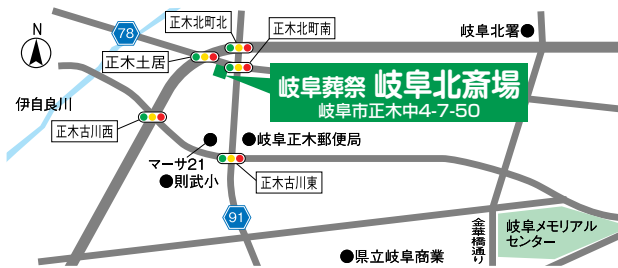 N
78
正木北町北
正木北町南
岐阜北署
正木土居
岐阜葬祭 岐阜北斎場
岐阜市正木中4-7-50
伊自良川
正木古川西
岐阜正木郵便局
マーサ21
則武小
正木古川東
91
金華橋通り
岐阜メモリアル
センター
県立岐阜商業